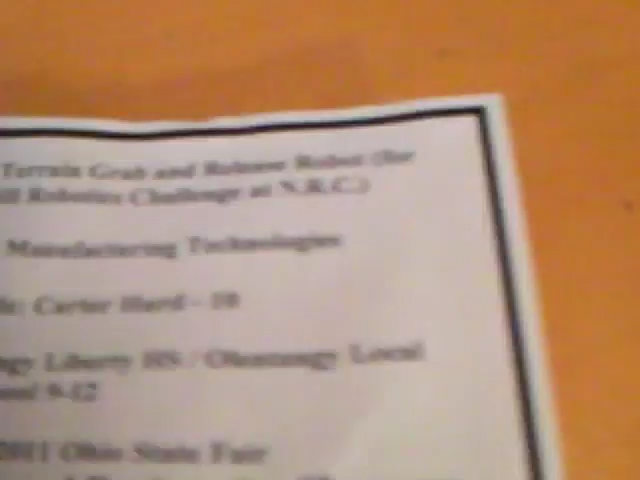 Terrain Grab and Release Robot (for
Robotics Challenge at N.R.C.)
Manufacturing Technologies
Carter Hurd - 10
Liberty HS / Olentangy Local
9-12
2011 Ohio State Fair